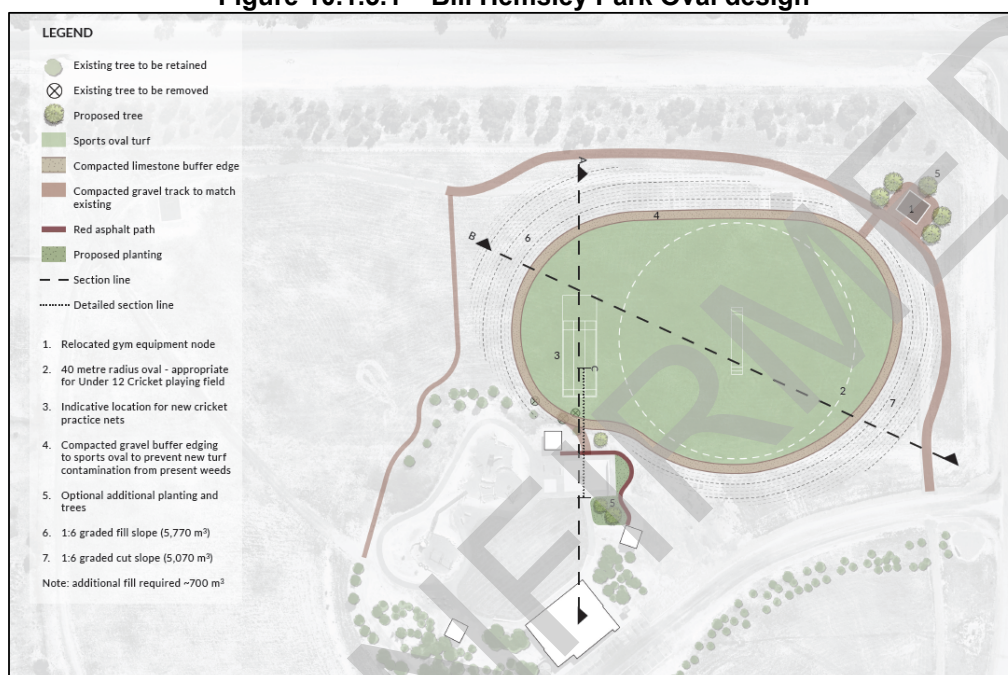 Figure 10.1.3.1 – Bill Hemsley Park Oval design
LEGEND
Existing tree to be retained
Existing tree to be removed
Proposed tree
Sports oval turf
Compacted limestone buffer edge
Compacted gravel track to match
existing
Red asphalt path
Proposed planting
Section line
Detailed section line
1. Relocated gym equipment node
2. 40 metre radius oval - appropriate
for Under 12 Cricket playing field
3. Indicative location for new cricket
practice nets
4. Compacted gravel buffer edging
to sports oval to prevent new turf
contamination from present weeds
5. Optional additional planting and
trees
6. 1:6 graded fill slope (5,770 m³)
7. 1:6 graded cut slope (5,070 m³)
Note: additional fill required ~700 m³
A
5
1
4
B
6
3
C
2
7
5